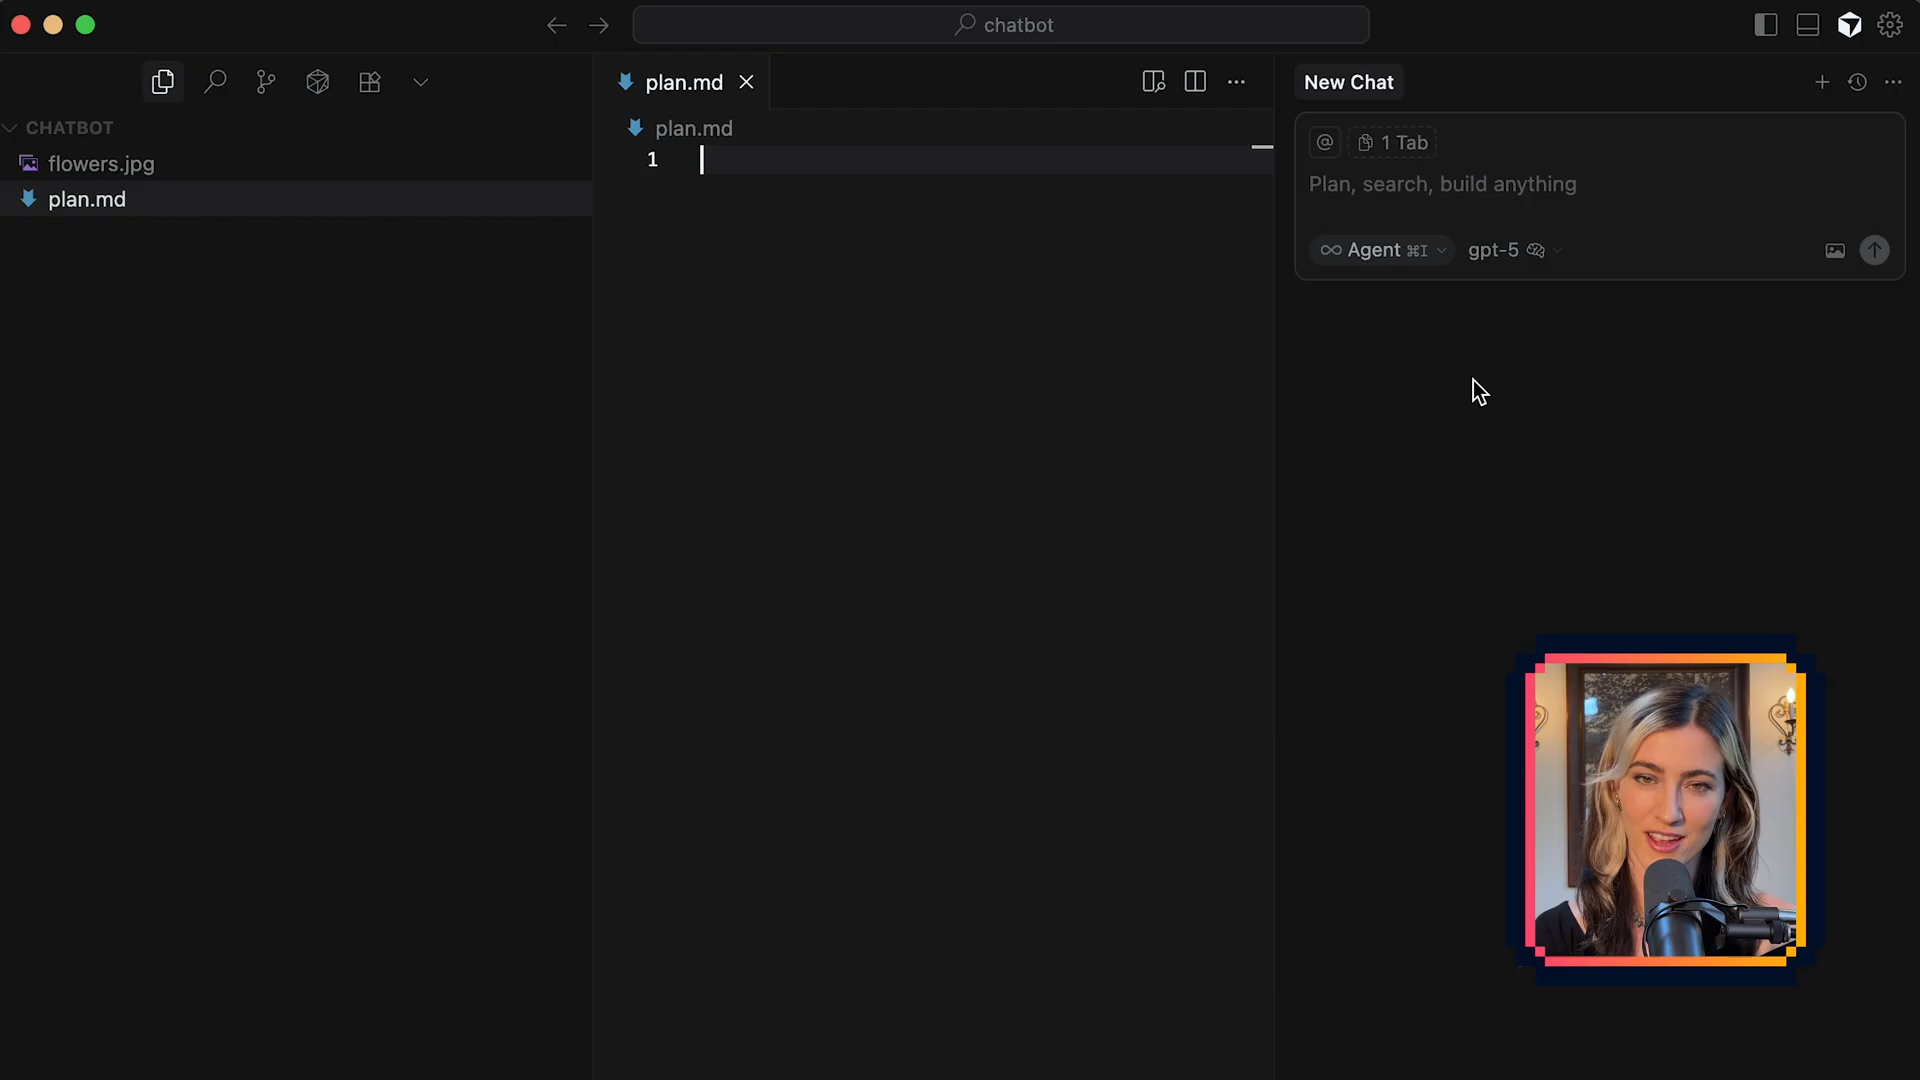 chatbot
CHATBOT
flowers.jpg
plan.md
plan.md
plan.md
1
New Chat
@ 1 Tab
Plan, search, build anything
Agent ⌘I gpt-5